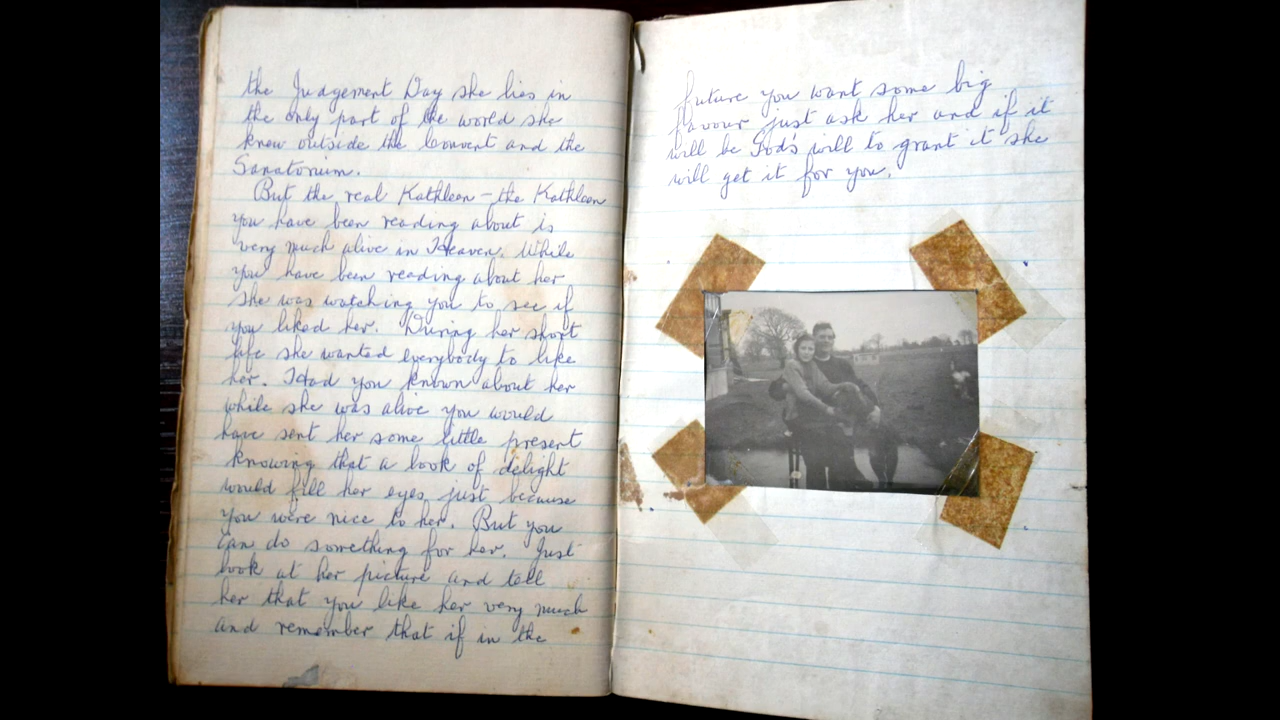 the Judgement Day she lies in
the only part of the world she
knew outside the Convent and the
Sanatorium.
But the real Kathleen – the Kathleen
you have been reading about is
very much alive in Heaven. While
you have been reading about her
she was watching you to see if
you liked her. During her short
life she wanted everybody to like
her. Had you known about her
while she was alive you would
have sent her some little present
knowing that a look of delight
would fill her eyes, just because
you were nice to her. But you
can do something for her. Just
look at her picture and tell
her that you like her very much
and remember that if in the
future you want some big
favour just ask her and if it
will be God's will to grant it she
will get it for you.